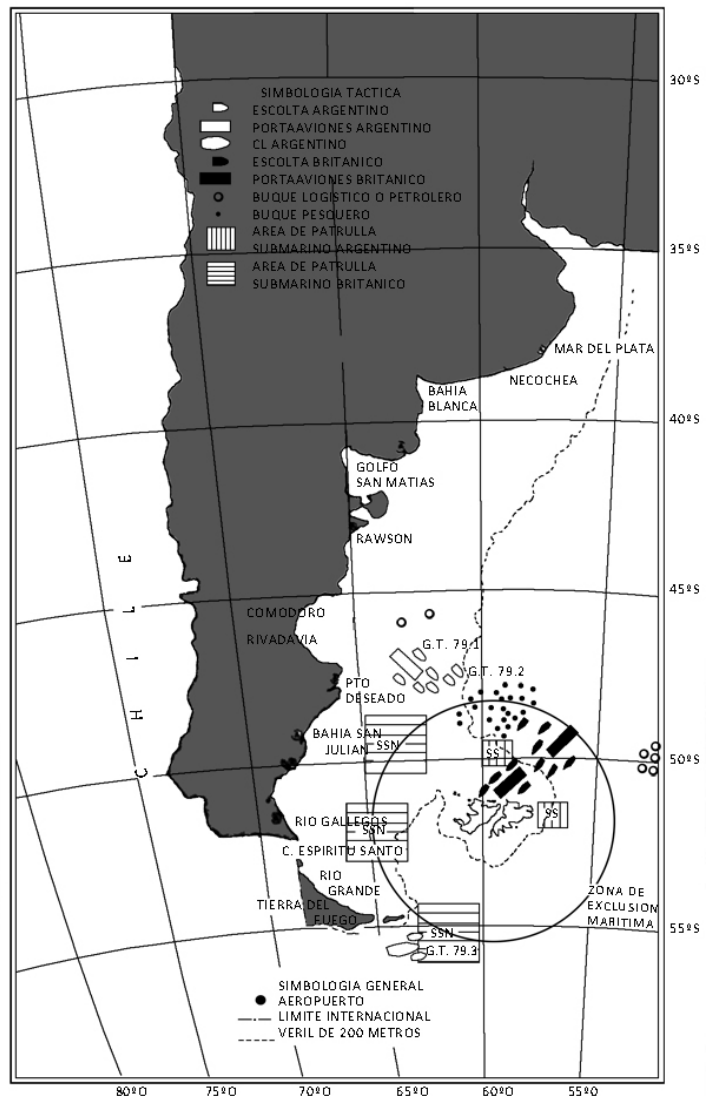 30ºS
SIMBOLOGIA TACTICA
ESCOLTA ARGENTINO
PORTAAVIONES ARGENTINO
CL ARGENTINO
ESCOLTA BRITANICO
PORTAAVIONES BRITANICO
BUQUE LOGISTICO O PETROLERO
BUQUE PESQUERO
AREA DE PATRULLA
SUBMARINO ARGENTINO
AREA DE PATRULLA
SUBMARINO BRITANICO
35ºS
MAR DEL PLATA
NECOCHEA
BAHIA
BLANCA
40ºS
GOLFO
SAN MATIAS
RAWSON
CHILE
45ºS
COMODORO
RIVADAVIA
G.T. 79.1
G.T. 79.2
PTO
DESEADO
BAHIA SAN
JULIAN
SSN
SS
50ºS
RIO GALLEGOS
SSN
SS
C. ESPIRITU SANTO
RIO
GRANDE
TIERRA DEL
FUEGO
ZONA DE
EXCLUSION
MARITIMA
SSN
G.T. 79.3
55ºS
SIMBOLOGIA GENERAL
AEROPUERTO
LIMITE INTERNACIONAL
VERIL DE 200 METROS
80ºO 75ºO 70ºO 65ºO 60ºO 55ºO